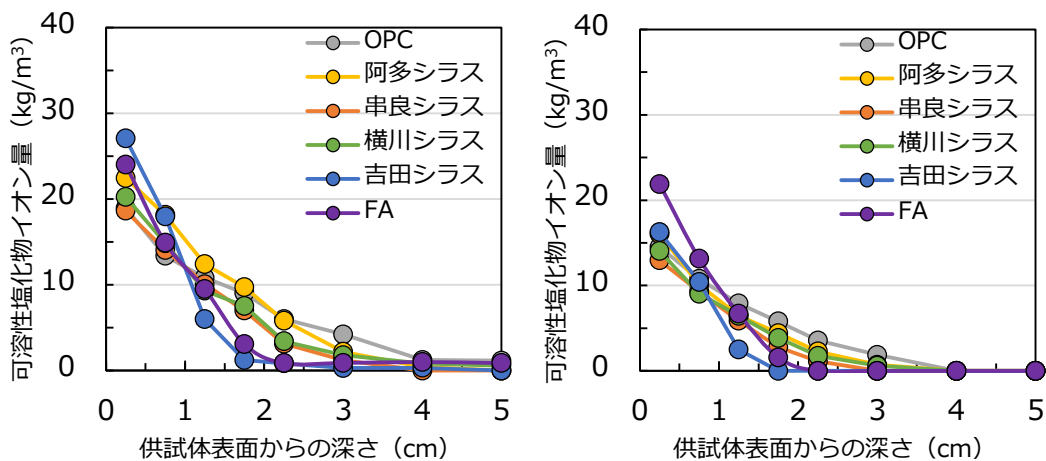 可溶性塩化物イオン量（kg/m³）
40
30
20
10
0
OPC
阿多シラス
串良シラス
横川シラス
吉田シラス
FA
0 1 2 3 4 5
供試体表面からの深さ（cm）
可溶性塩化物イオン量（kg/m³）
40
30
20
10
0
OPC
阿多シラス
串良シラス
横川シラス
吉田シラス
FA
0 1 2 3 4 5
供試体表面からの深さ（cm）